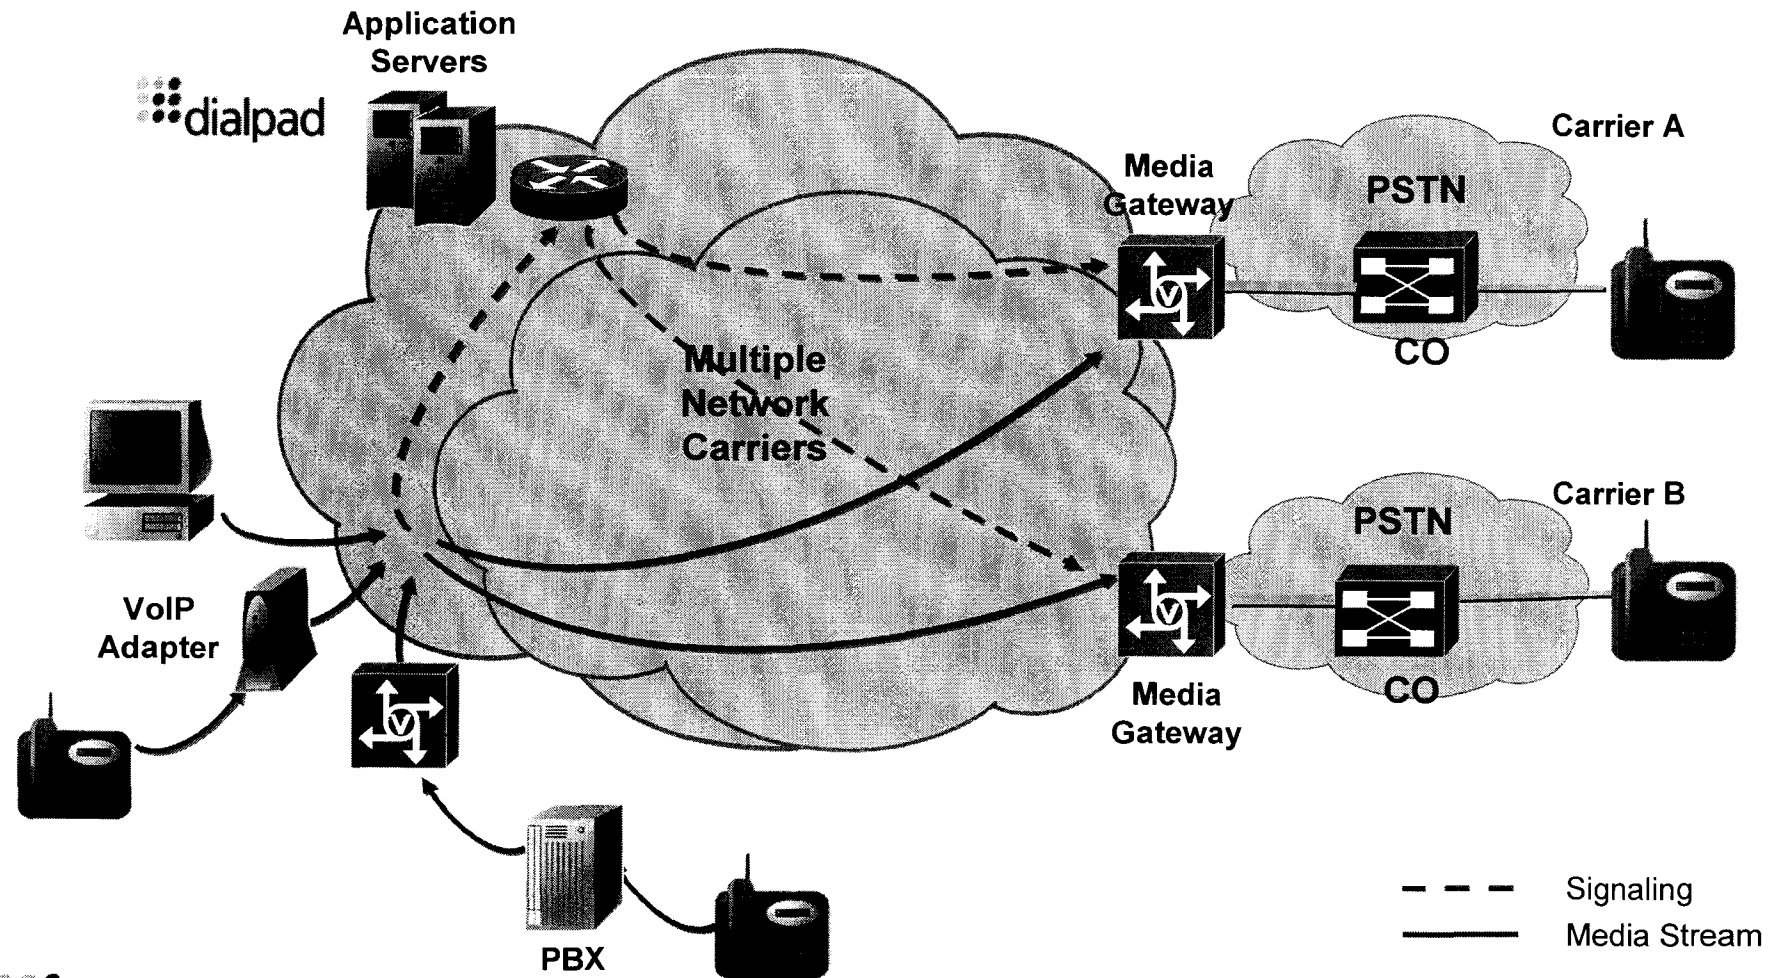 Application
Servers
dialpad
Carrier A
Media
Gateway
PSTN
CO
Multiple
Network
Carriers
Carrier B
PSTN
VoIP
Adapter
V
V
V
CO
Media
Gateway
PBX
Signaling
Media Stream